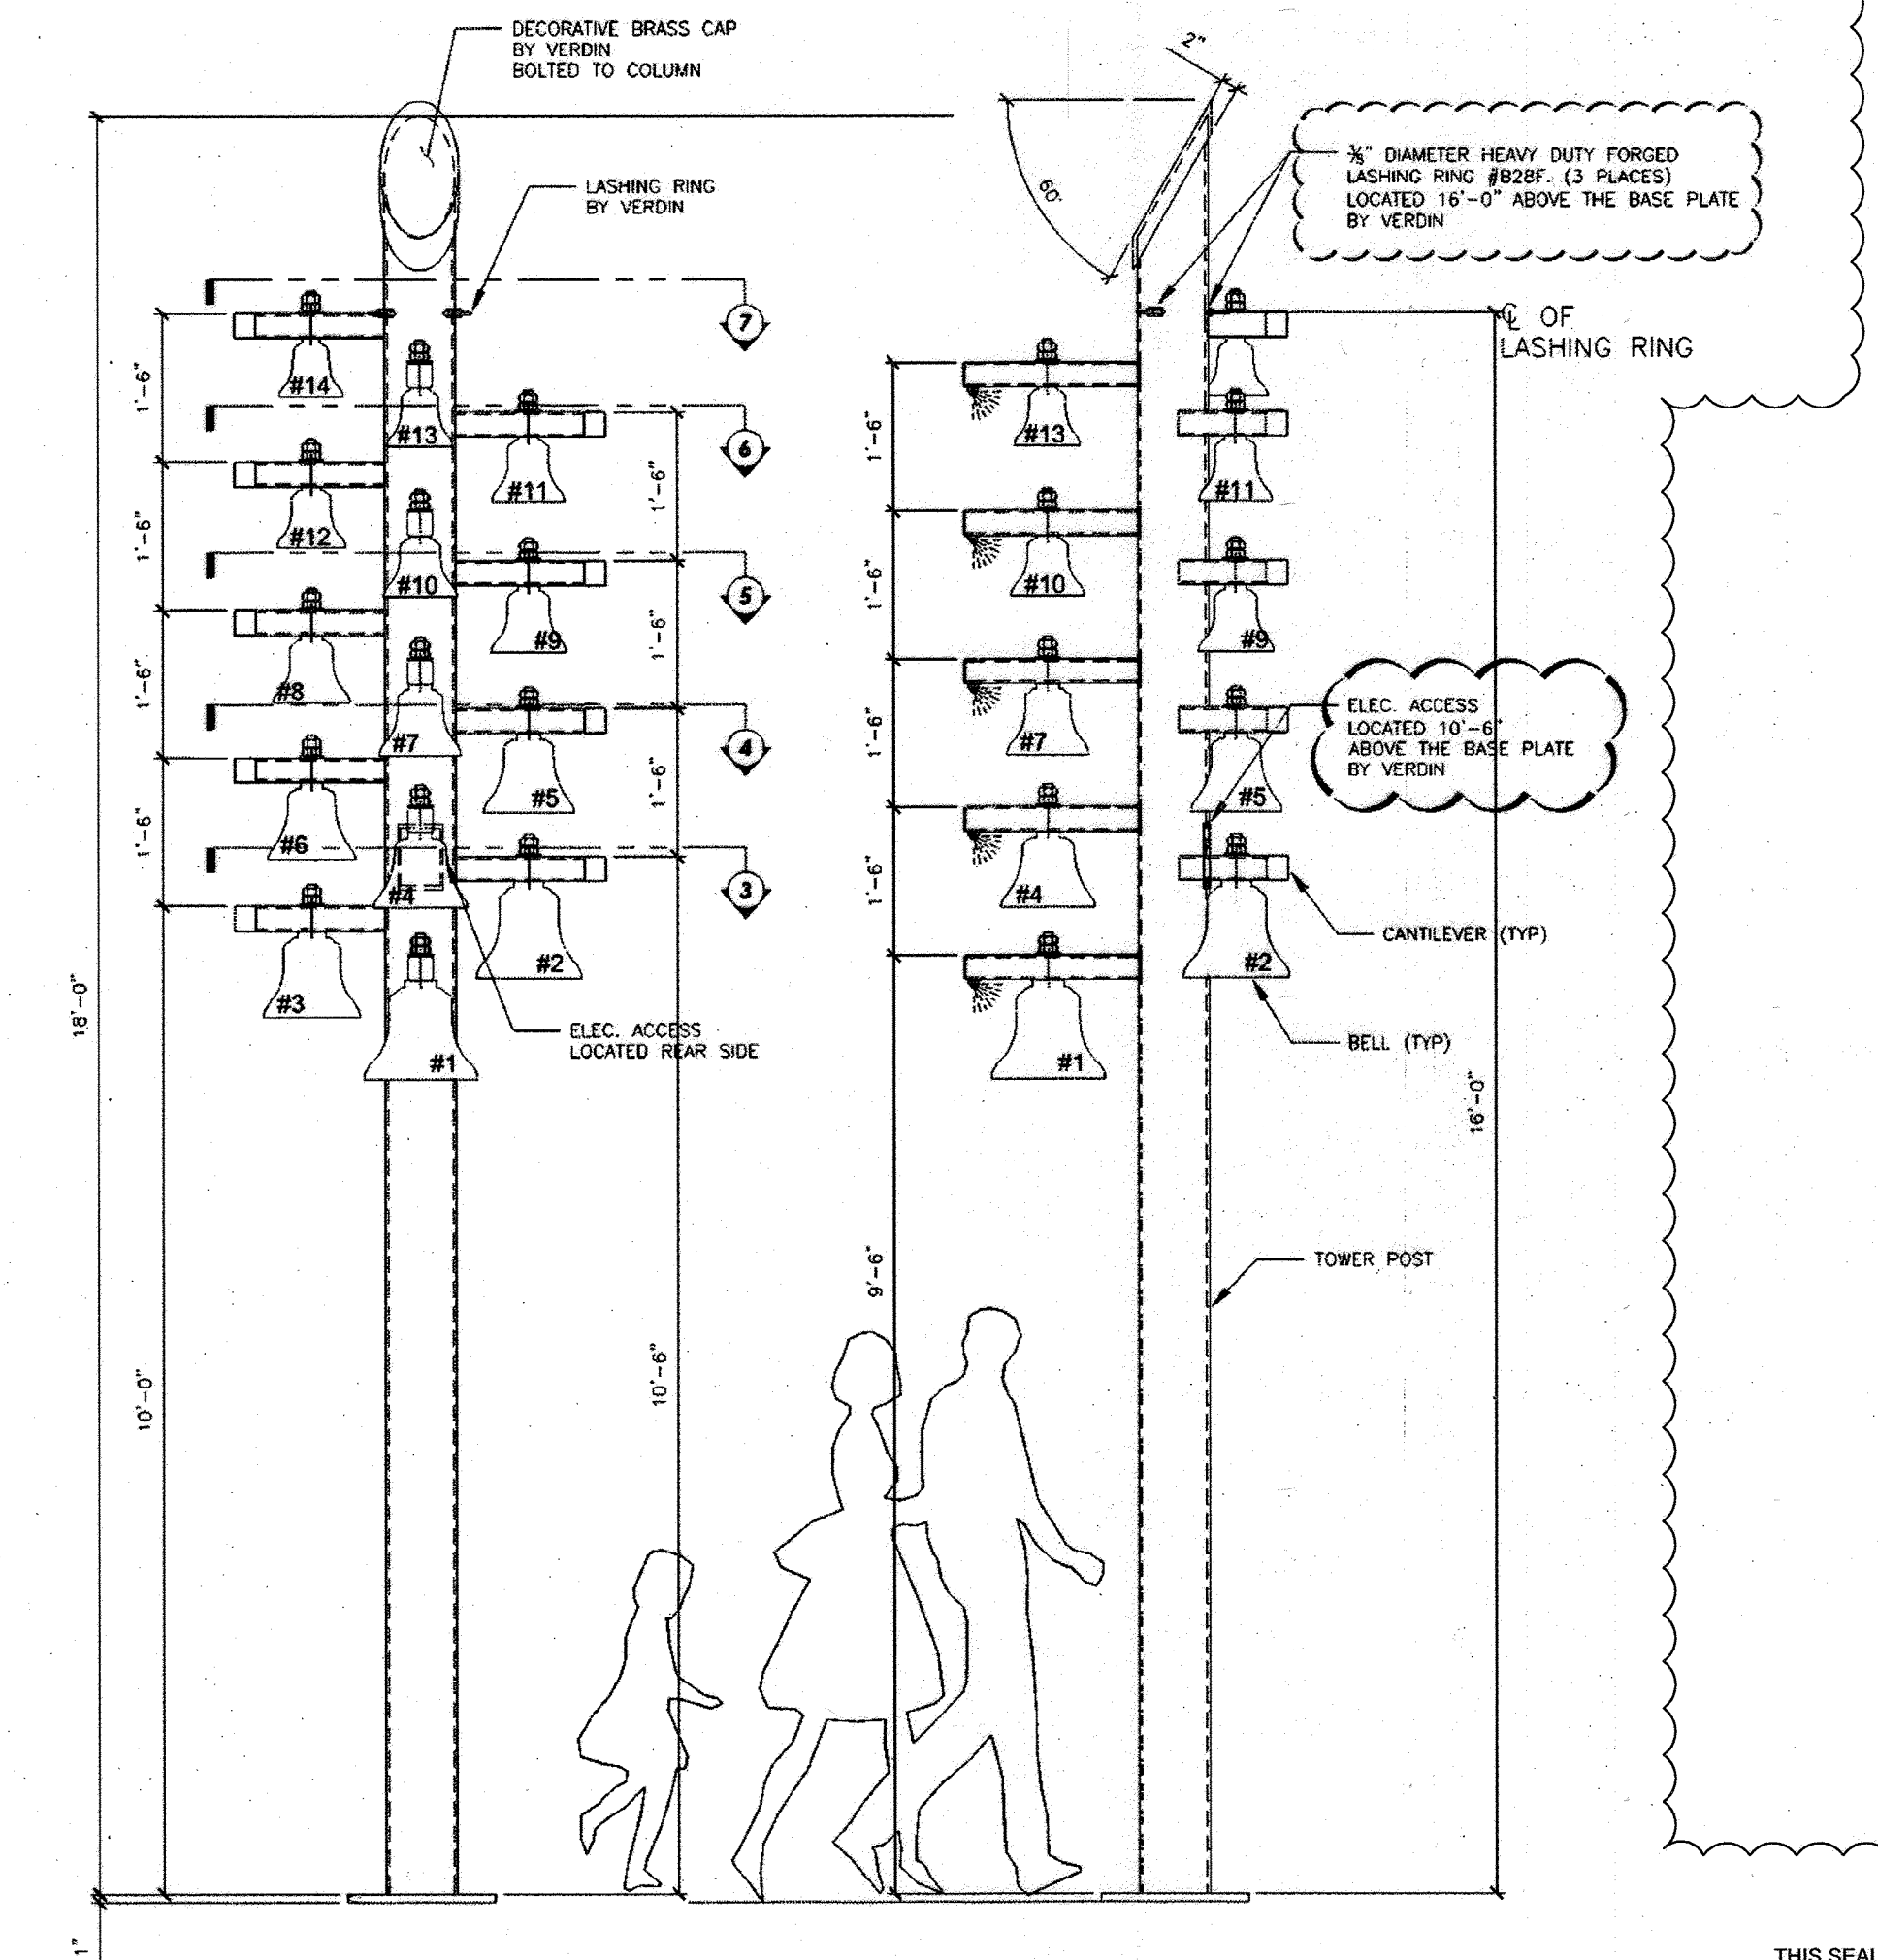 DECORATIVE BRASS CAP
BY VERDIN
BOLTED TO COLUMN
LASHING RING
BY VERDIN
2"
60°
DIAMETER HEAVY DUTY FORGED
LASHING RING #B28F. (3 PLACES)
LOCATED 16'-0" ABOVE THE BASE PLATE
BY VERDIN
℄ OF
LASHING RING
7
6
5
4
3
#14
#13
#11
#12
#10
#9
#8
#7
#5
#6
#4
#2
#3
#1
1'-6"
1'-6"
1'-6"
1'-6"
1'-6"
1'-6"
1'-6"
18'-0"
10'-0"
10'-6"
1"
ELEC. ACCESS
LOCATED REAR SIDE
#13
#11
#10
#9
#7
#5
#4
#2
#1
1'-6"
1'-6"
1'-6"
1'-6"
9'-6"
16'-0"
ELEC. ACCESS
LOCATED 10'-6"
ABOVE THE BASE PLATE
BY VERDIN
CANTILEVER (TYP)
BELL (TYP)
TOWER POST
THIS SEAL